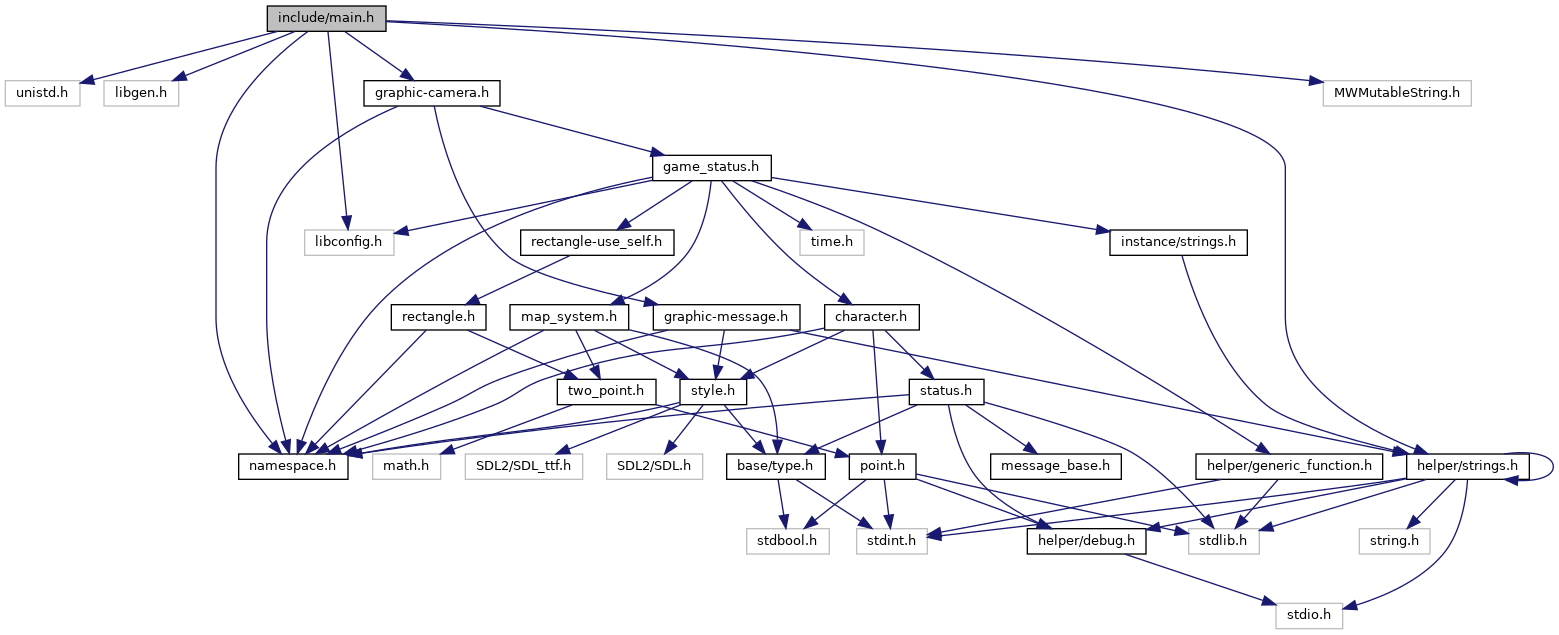 include/main.h
unistd.h
libgen.h
graphic-camera.h
MWMutableString.h
game_status.h
libconfig.h
rectangle-use_self.h
time.h
instance/strings.h
rectangle.h
map_system.h
graphic-message.h
character.h
two_point.h
style.h
status.h
namespace.h
math.h
SDL2/SDL_ttf.h
SDL2/SDL.h
base/type.h
point.h
message_base.h
helper/generic_function.h
helper/strings.h
stdbool.h
stdint.h
helper/debug.h
stdlib.h
string.h
stdio.h